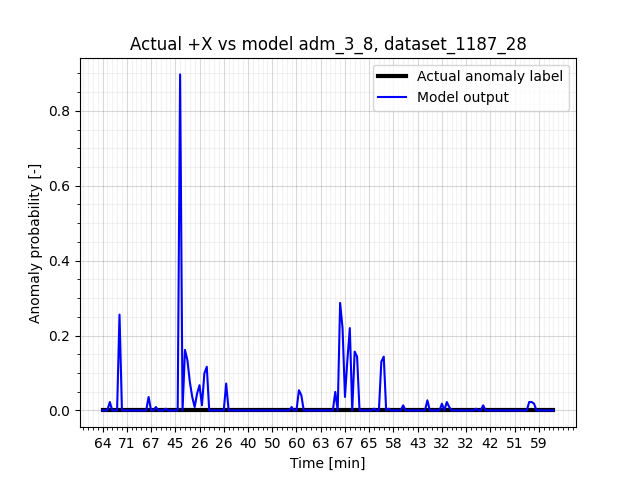 Actual +X vs model adm_3_8, dataset_1187_28
Actual anomaly label
Model output
Anomaly probability [-]
0.8
0.6
0.4
0.2
0.0
64 71 67 45 26 26 40 50 60 63 67 65 58 43 32 32 42 51 59
Time [min]